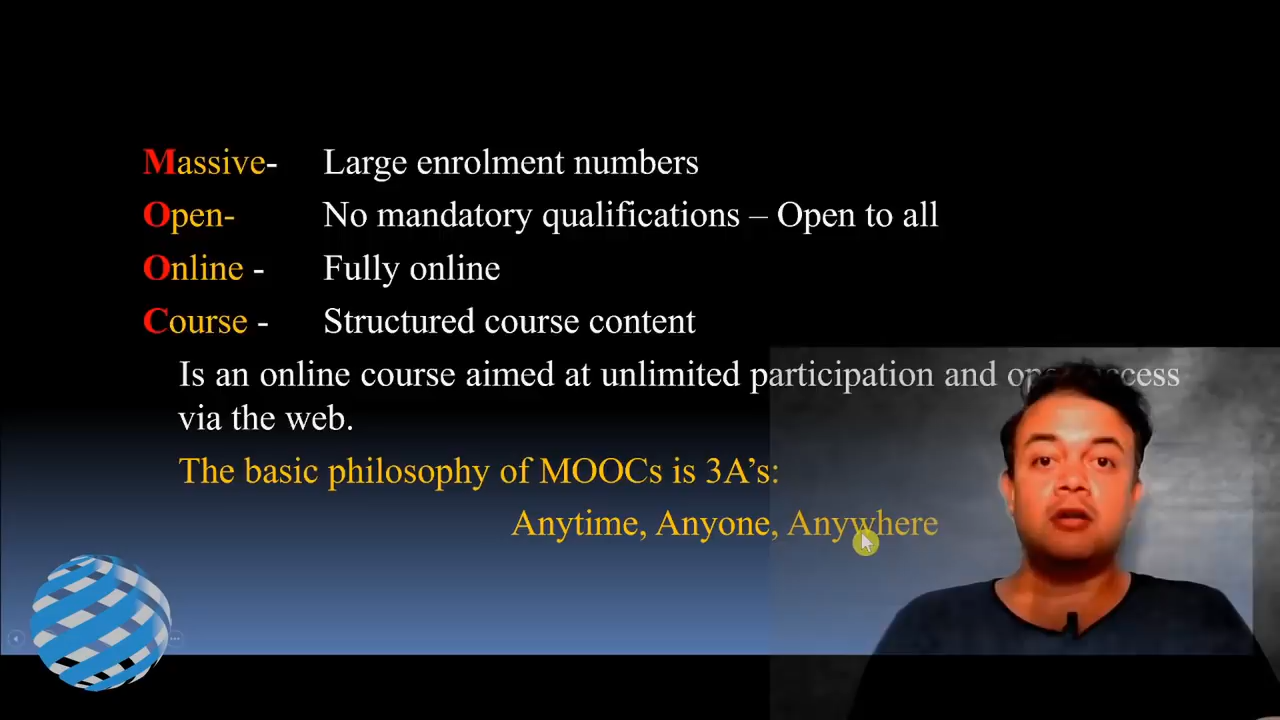 Massive- Large enrolment numbers
Open- No mandatory qualifications – Open to all
Online - Fully online
Course - Structured course content
Is an online course aimed at unlimited participation and
via the web.
The basic philosophy of MOOCs is 3A’s:
Anytime, Anyone, Anywhere